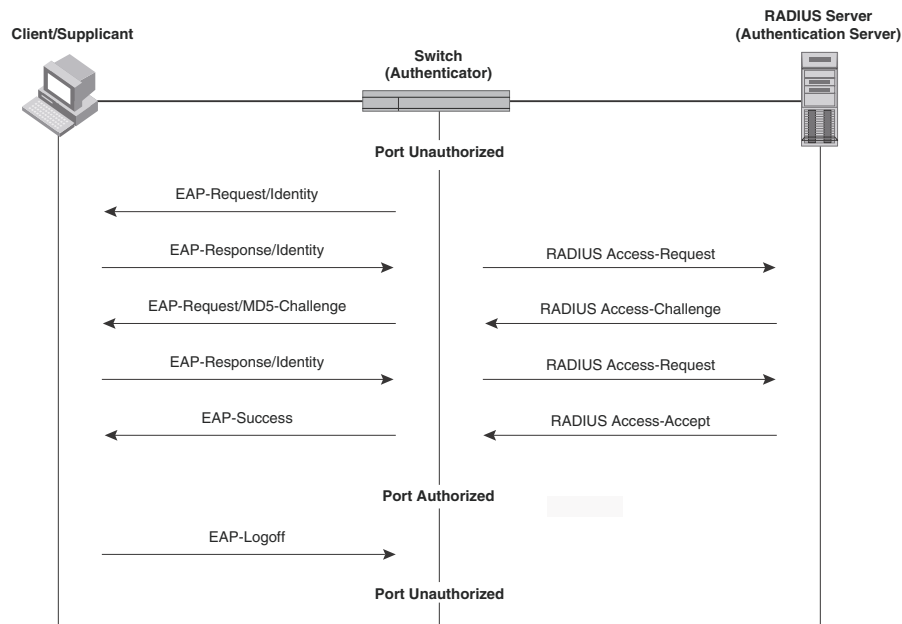 RADIUS Server
(Authentication Server)
Client/Supplicant
Switch
(Authenticator)
Port Unauthorized
EAP-Request/Identity
EAP-Response/Identity
RADIUS Access-Request
EAP-Request/MD5-Challenge
RADIUS Access-Challenge
EAP-Response/Identity
RADIUS Access-Request
EAP-Success
RADIUS Access-Accept
Port Authorized
EAP-Logoff
Port Unauthorized